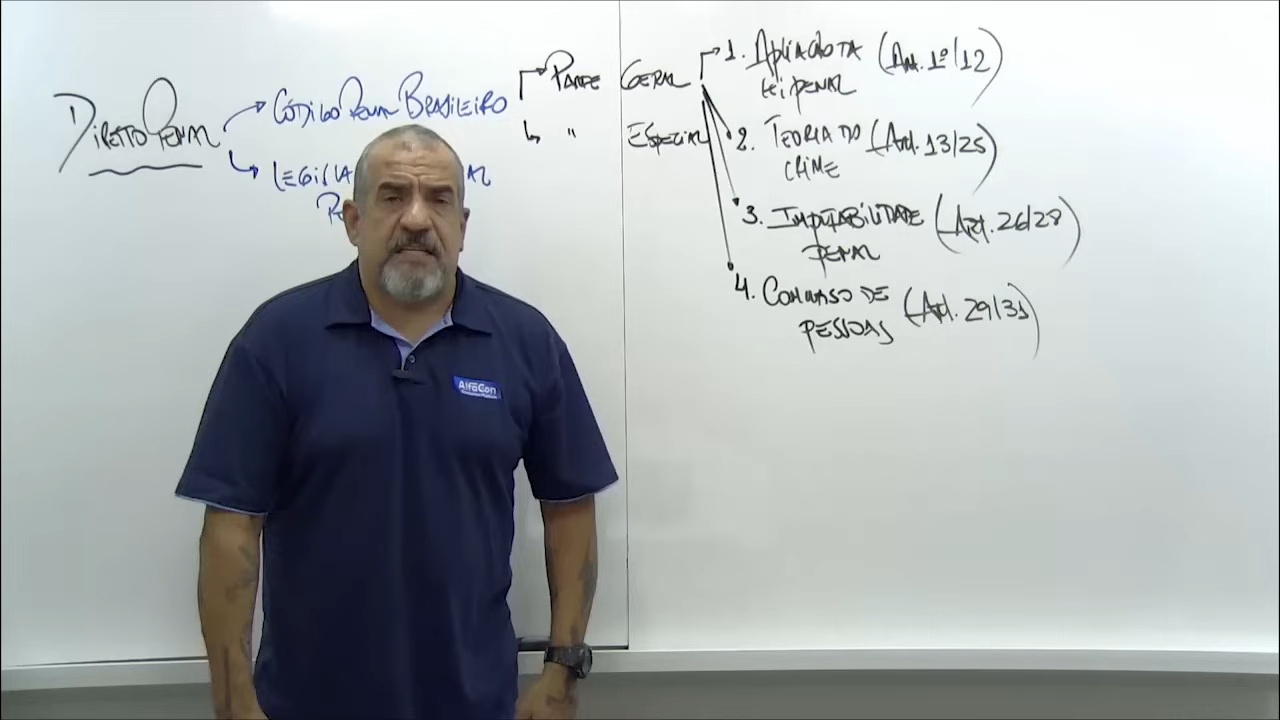 DIREITO PENAL
CÓDIGO PENAL BRASILEIRO
PARTE GERAL
" ESPECIAL
1. APLICAÇÃO DA (Art. 1º/12)
LEI PENAL
2. TEORIA DO (Art. 13/25)
CRIME
3. IMPUTABILIDADE (Art. 26/28)
PENAL
4. CONCURSO DE (Art. 29/31)
PESSOAS
AlfaCon